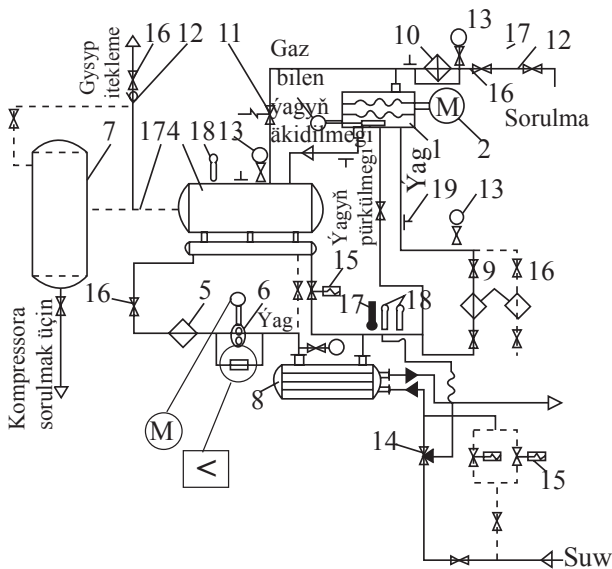 13
10
17
12
16
12
11
Gaz
bilen
ýagyň
äkidilmegi
Gysyp
itekleme
16
Sorulma
M
2
1
7
17
4
18
13
Ýag
19
13
Ýagyň
pürkülmegi
15
9
16
16
5
6
Ýag
17
18
Kompressora
sorulmak üçin
M
8
V
14
15
Suw